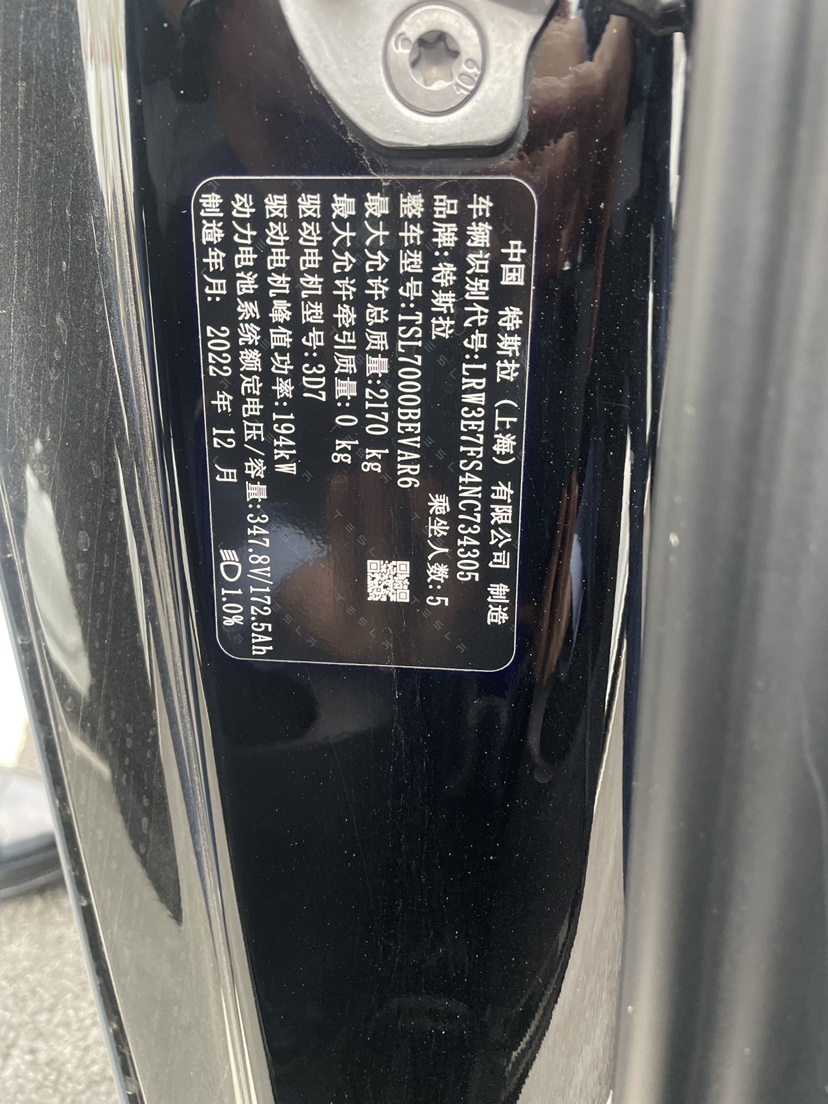 中国 特斯拉（上海）有限公司 制造
车辆识别代号:LRW3E7FS4NC734305
品牌:特斯拉 乘坐人数:5
整车型号:TSL7000BEVAR6
最大允许总质量:2170 kg
最大允许牵引质量:0 kg
驱动电机型号:3D7
驱动电机峰值功率:194kW
动力电池系统额定电压/容量:347.8V/172.5Ah
制造年月: 2022 年 12 月 1.0%
TESLA
10.9